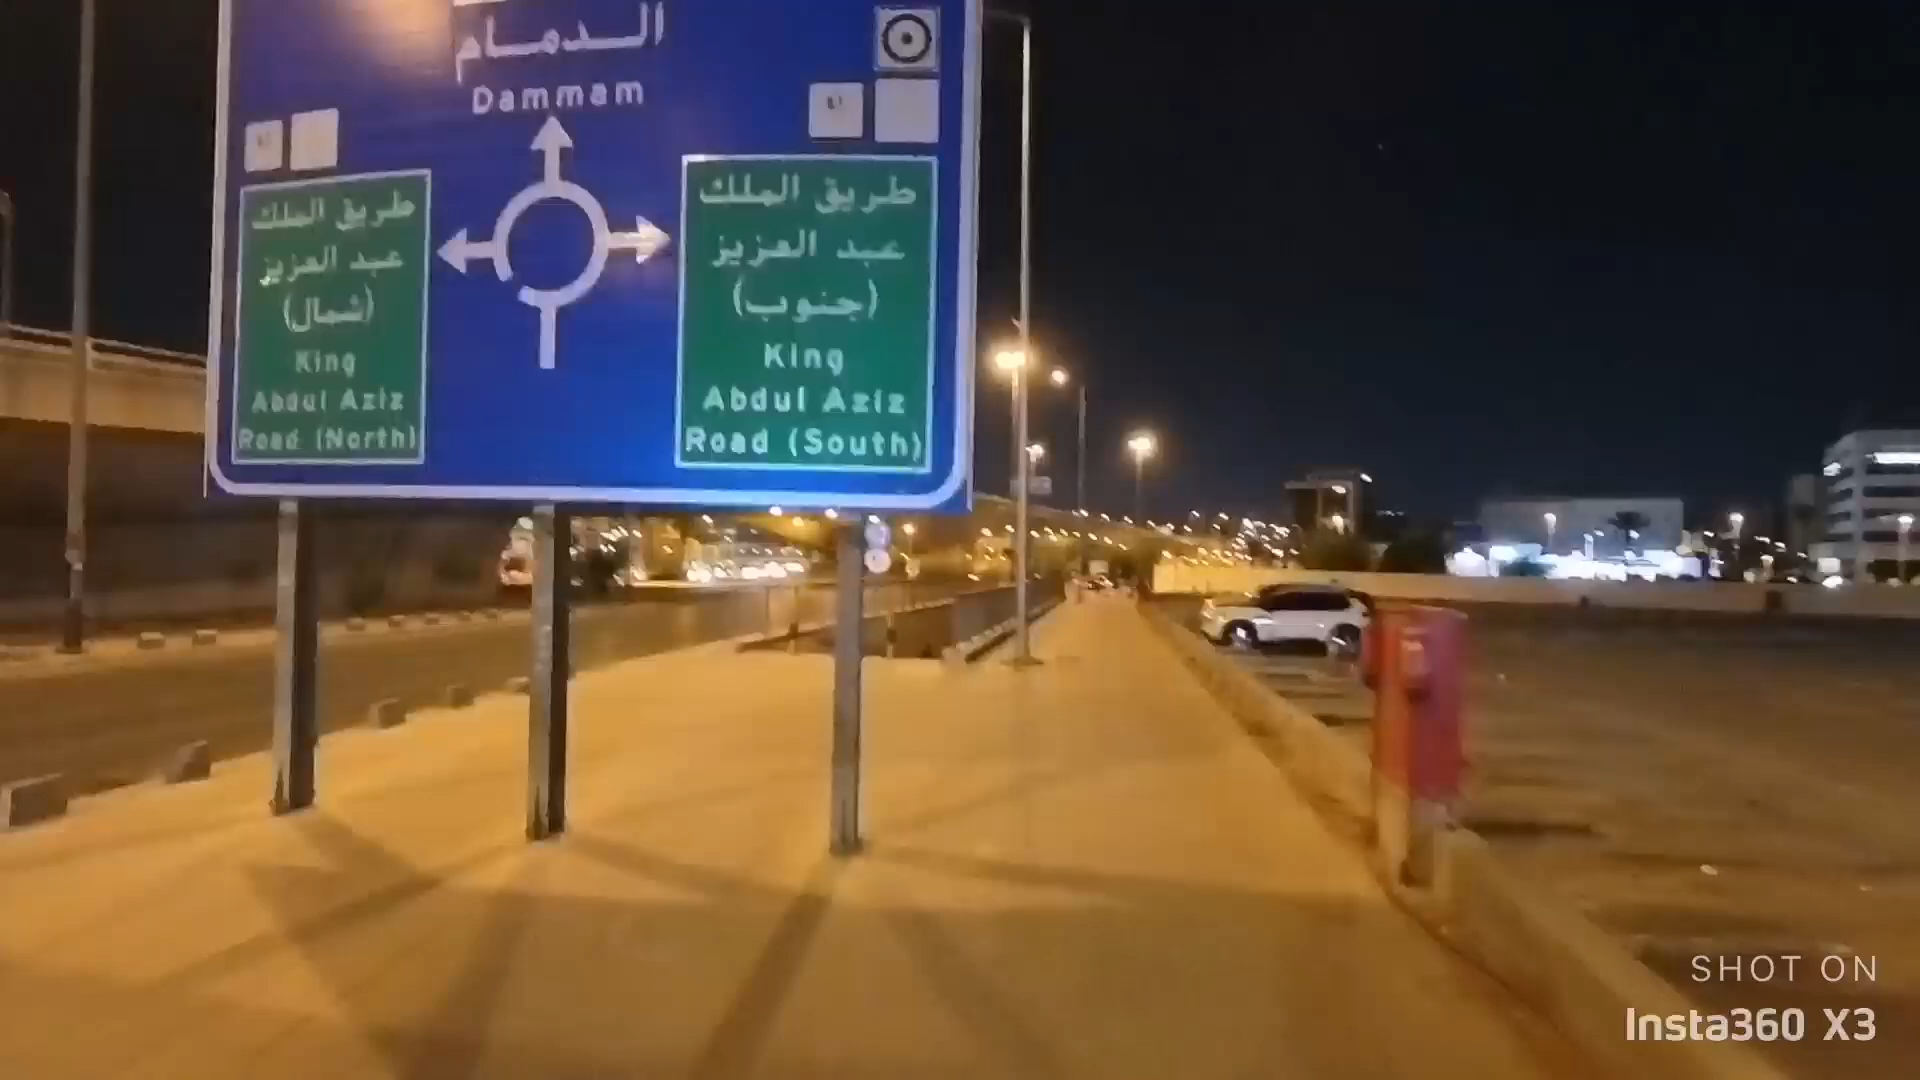 الدمام
Dammam
طريق الملك
عبد العزيز
(شمال)
King
Abdul Aziz
Road (North)
طريق الملك
عبد العزيز
(جنوب)
King
Abdul Aziz
Road (South)
SHOT ON
Insta360 X3